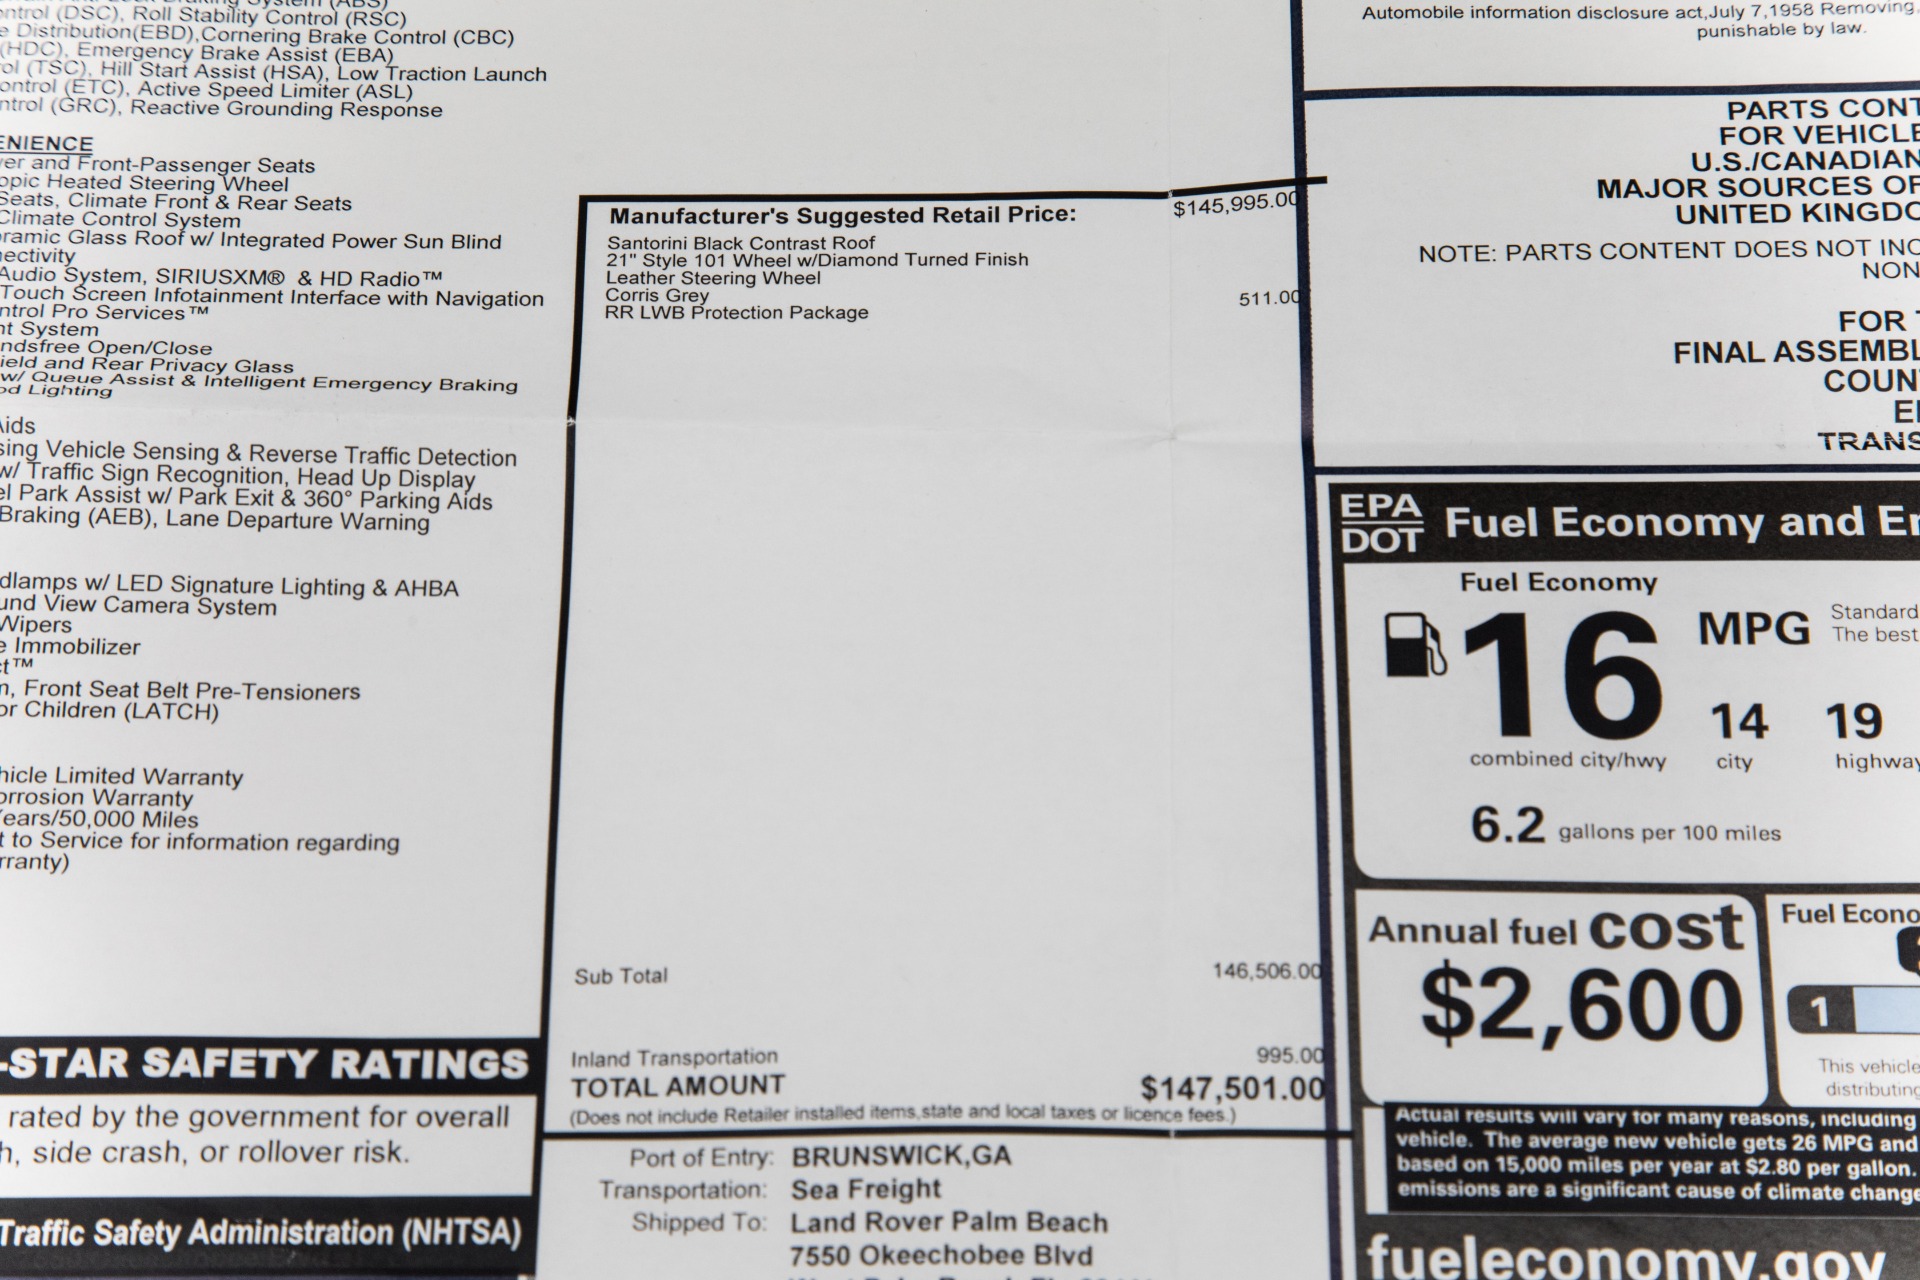 ontrol (DSC), Roll Stability Control (RSC)
e Distribution(EBD),Cornering Brake Control (CBC)
(HDC), Emergency Brake Assist (EBA)
ol (TSC), Hill Start Assist (HSA), Low Traction Launch
ontrol (ETC), Active Speed Limiter (ASL)
ntrol (GRC), Reactive Grounding Response
ENIENCE
ver and Front-Passenger Seats
opic Heated Steering Wheel
Seats, Climate Front & Rear Seats
Climate Control System
oramic Glass Roof w/ Integrated Power Sun Blind
nectivity
Audio System, SIRIUSXM® & HD Radio™
Touch Screen Infotainment Interface with Navigation
ntrol Pro Services™
nt System
ndsfree Open/Close
ield and Rear Privacy Glass
w/ Queue Assist & Intelligent Emergency Braking
od Lighting
Aids
sing Vehicle Sensing & Reverse Traffic Detection
w/ Traffic Sign Recognition, Head Up Display
el Park Assist w/ Park Exit & 360° Parking Aids
Braking (AEB), Lane Departure Warning
dlamps w/ LED Signature Lighting & AHBA
und View Camera System
Wipers
e Immobilizer
ct™
m, Front Seat Belt Pre-Tensioners
or Children (LATCH)
hicle Limited Warranty
orrosion Warranty
Years/50,000 Miles
t to Service for information regarding
rranty)
-STAR SAFETY RATINGS
rated by the government for overall
h, side crash, or rollover risk.
Traffic Safety Administration (NHTSA)
Manufacturer's Suggested Retail Price: $145,995.00
Santorini Black Contrast Roof
21" Style 101 Wheel w/Diamond Turned Finish
Leather Steering Wheel
Corris Grey
RR LWB Protection Package 511.00
Sub Total 146,506.00
Inland Transportation 995.00
TOTAL AMOUNT $147,501.00
(Does not include Retailer installed items,state and local taxes or licence fees.)
Port of Entry: BRUNSWICK,GA
Transportation: Sea Freight
Shipped To: Land Rover Palm Beach
7550 Okeechobee Blvd
Automobile information disclosure act,July 7,1958 Removing
punishable by law.
PARTS CONT
FOR VEHICLE
U.S./CANADIAN
MAJOR SOURCES OF
UNITED KINGDO
NOTE: PARTS CONTENT DOES NOT INC
NON
FOR T
FINAL ASSEMBL
COUN
E
TRANS
EPA
DOT
Fuel Economy and En
Fuel Economy
16 MPG
Standard
The best
14 19
combined city/hwy city highway
6.2 gallons per 100 miles
Annual fuel cost
$2,600
Fuel Econo
1
This vehicle
distributing
Actual results will vary for many reasons, including
vehicle. The average new vehicle gets 26 MPG and
based on 15,000 miles per year at $2.80 per gallon.
emissions are a significant cause of climate change
fueleconomy.gov